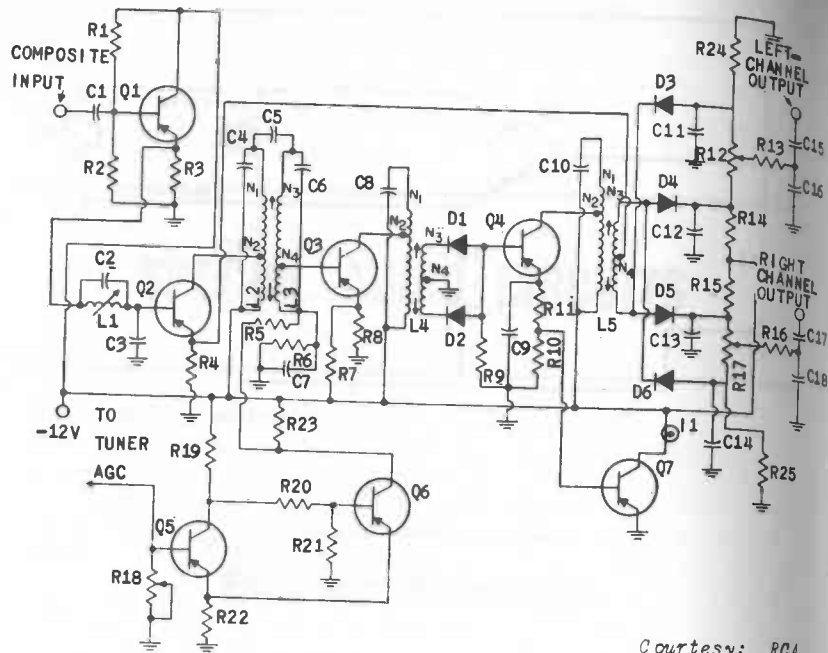 R1
COMPOSITE
INPUT
C1
Q1
R2
R3
C2
L1
Q2
C3
R4
-12V
TO
TUNER
AGC
C4
C5
C6
N1
N3
N2
N4
L2
L3
Q3
R5
R6
C7
R7
R8
C8
N1
N2
N3
N4
L4
D1
D2
Q4
R9
C9
R11
R10
C10
N1
N3
N2
N4
L5
D3
D4
D5
D6
C11
C12
C13
C14
R24
LEFT-
CHANNEL
OUTPUT
R12
R13
C15
C16
R14
RIGHT
CHANNEL
OUTPUT
R15
R16
R17
C17
C18
R25
I1
Q7
R19
R23
R20
R21
Q6
Q5
R18
R22
Courtesy: RCA